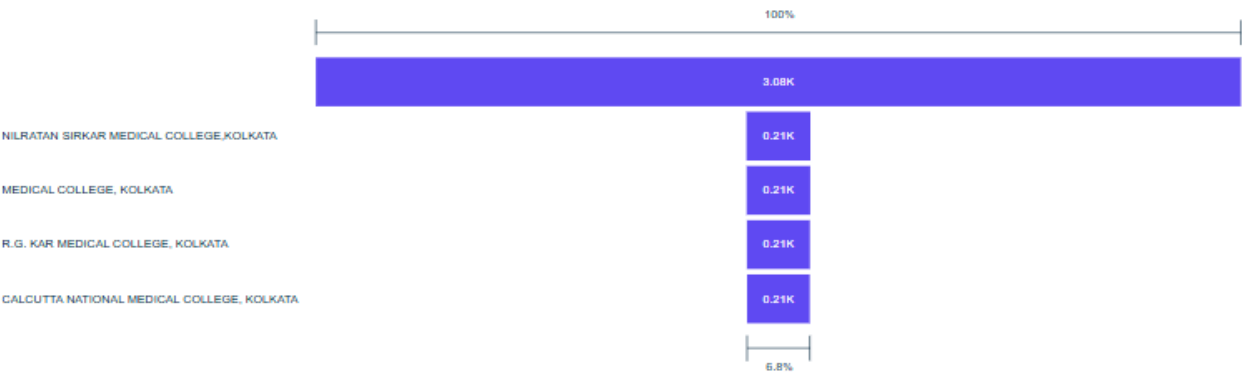 100%
3.08K
NILRATAN SIRKAR MEDICAL COLLEGE,KOLKATA 0.21K
MEDICAL COLLEGE, KOLKATA 0.21K
R.G. KAR MEDICAL COLLEGE, KOLKATA 0.21K
CALCUTTA NATIONAL MEDICAL COLLEGE, KOLKATA 0.21K
6.8%